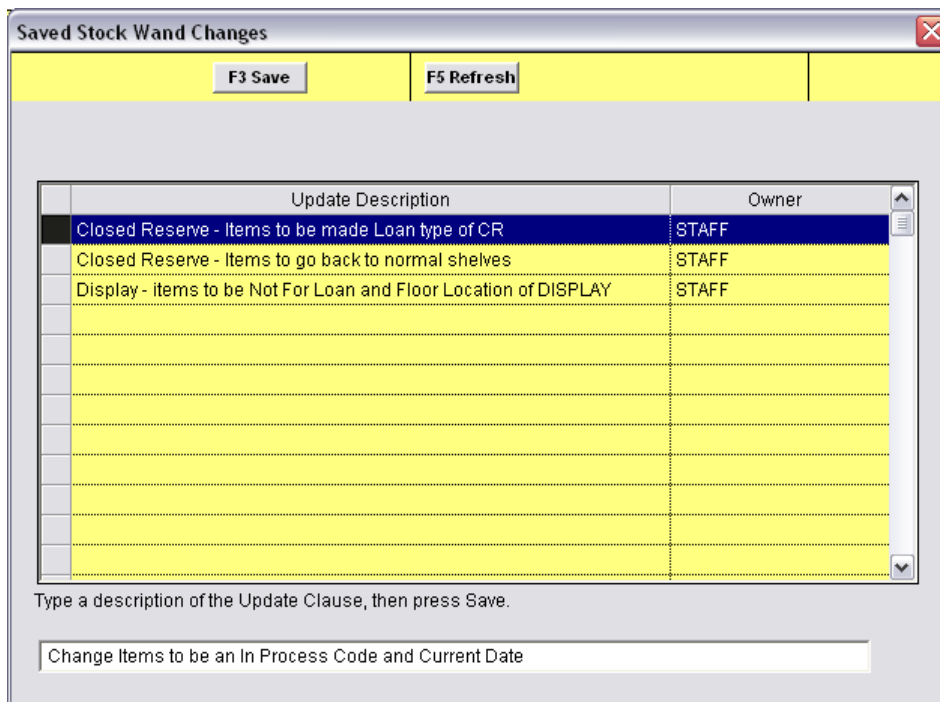 Saved Stock Wand Changes
F3 Save F5 Refresh
Update Description Owner
Closed Reserve - Items to be made Loan type of CR STAFF
Closed Reserve - Items to go back to normal shelves STAFF
Display - items to be Not For Loan and Floor Location of DISPLAY STAFF
Type a description of the Update Clause, then press Save.
Change Items to be an In Process Code and Current Date